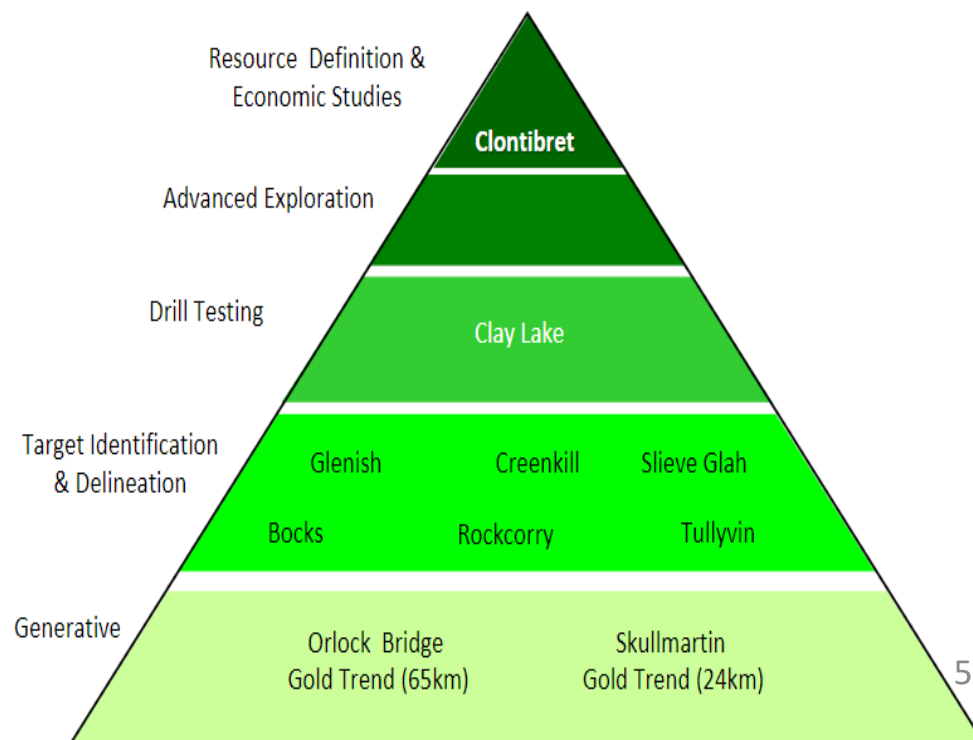 Resource Definition &
Economic Studies
Clontibret
Advanced Exploration
Drill Testing
Clay Lake
Target Identification
& Delineation
Glenish Creenkill Slieve Glah
Bocks Rockcorry Tullyvin
Generative
Orlock Bridge
Gold Trend (65km)
Skullmartin
Gold Trend (24km)
5